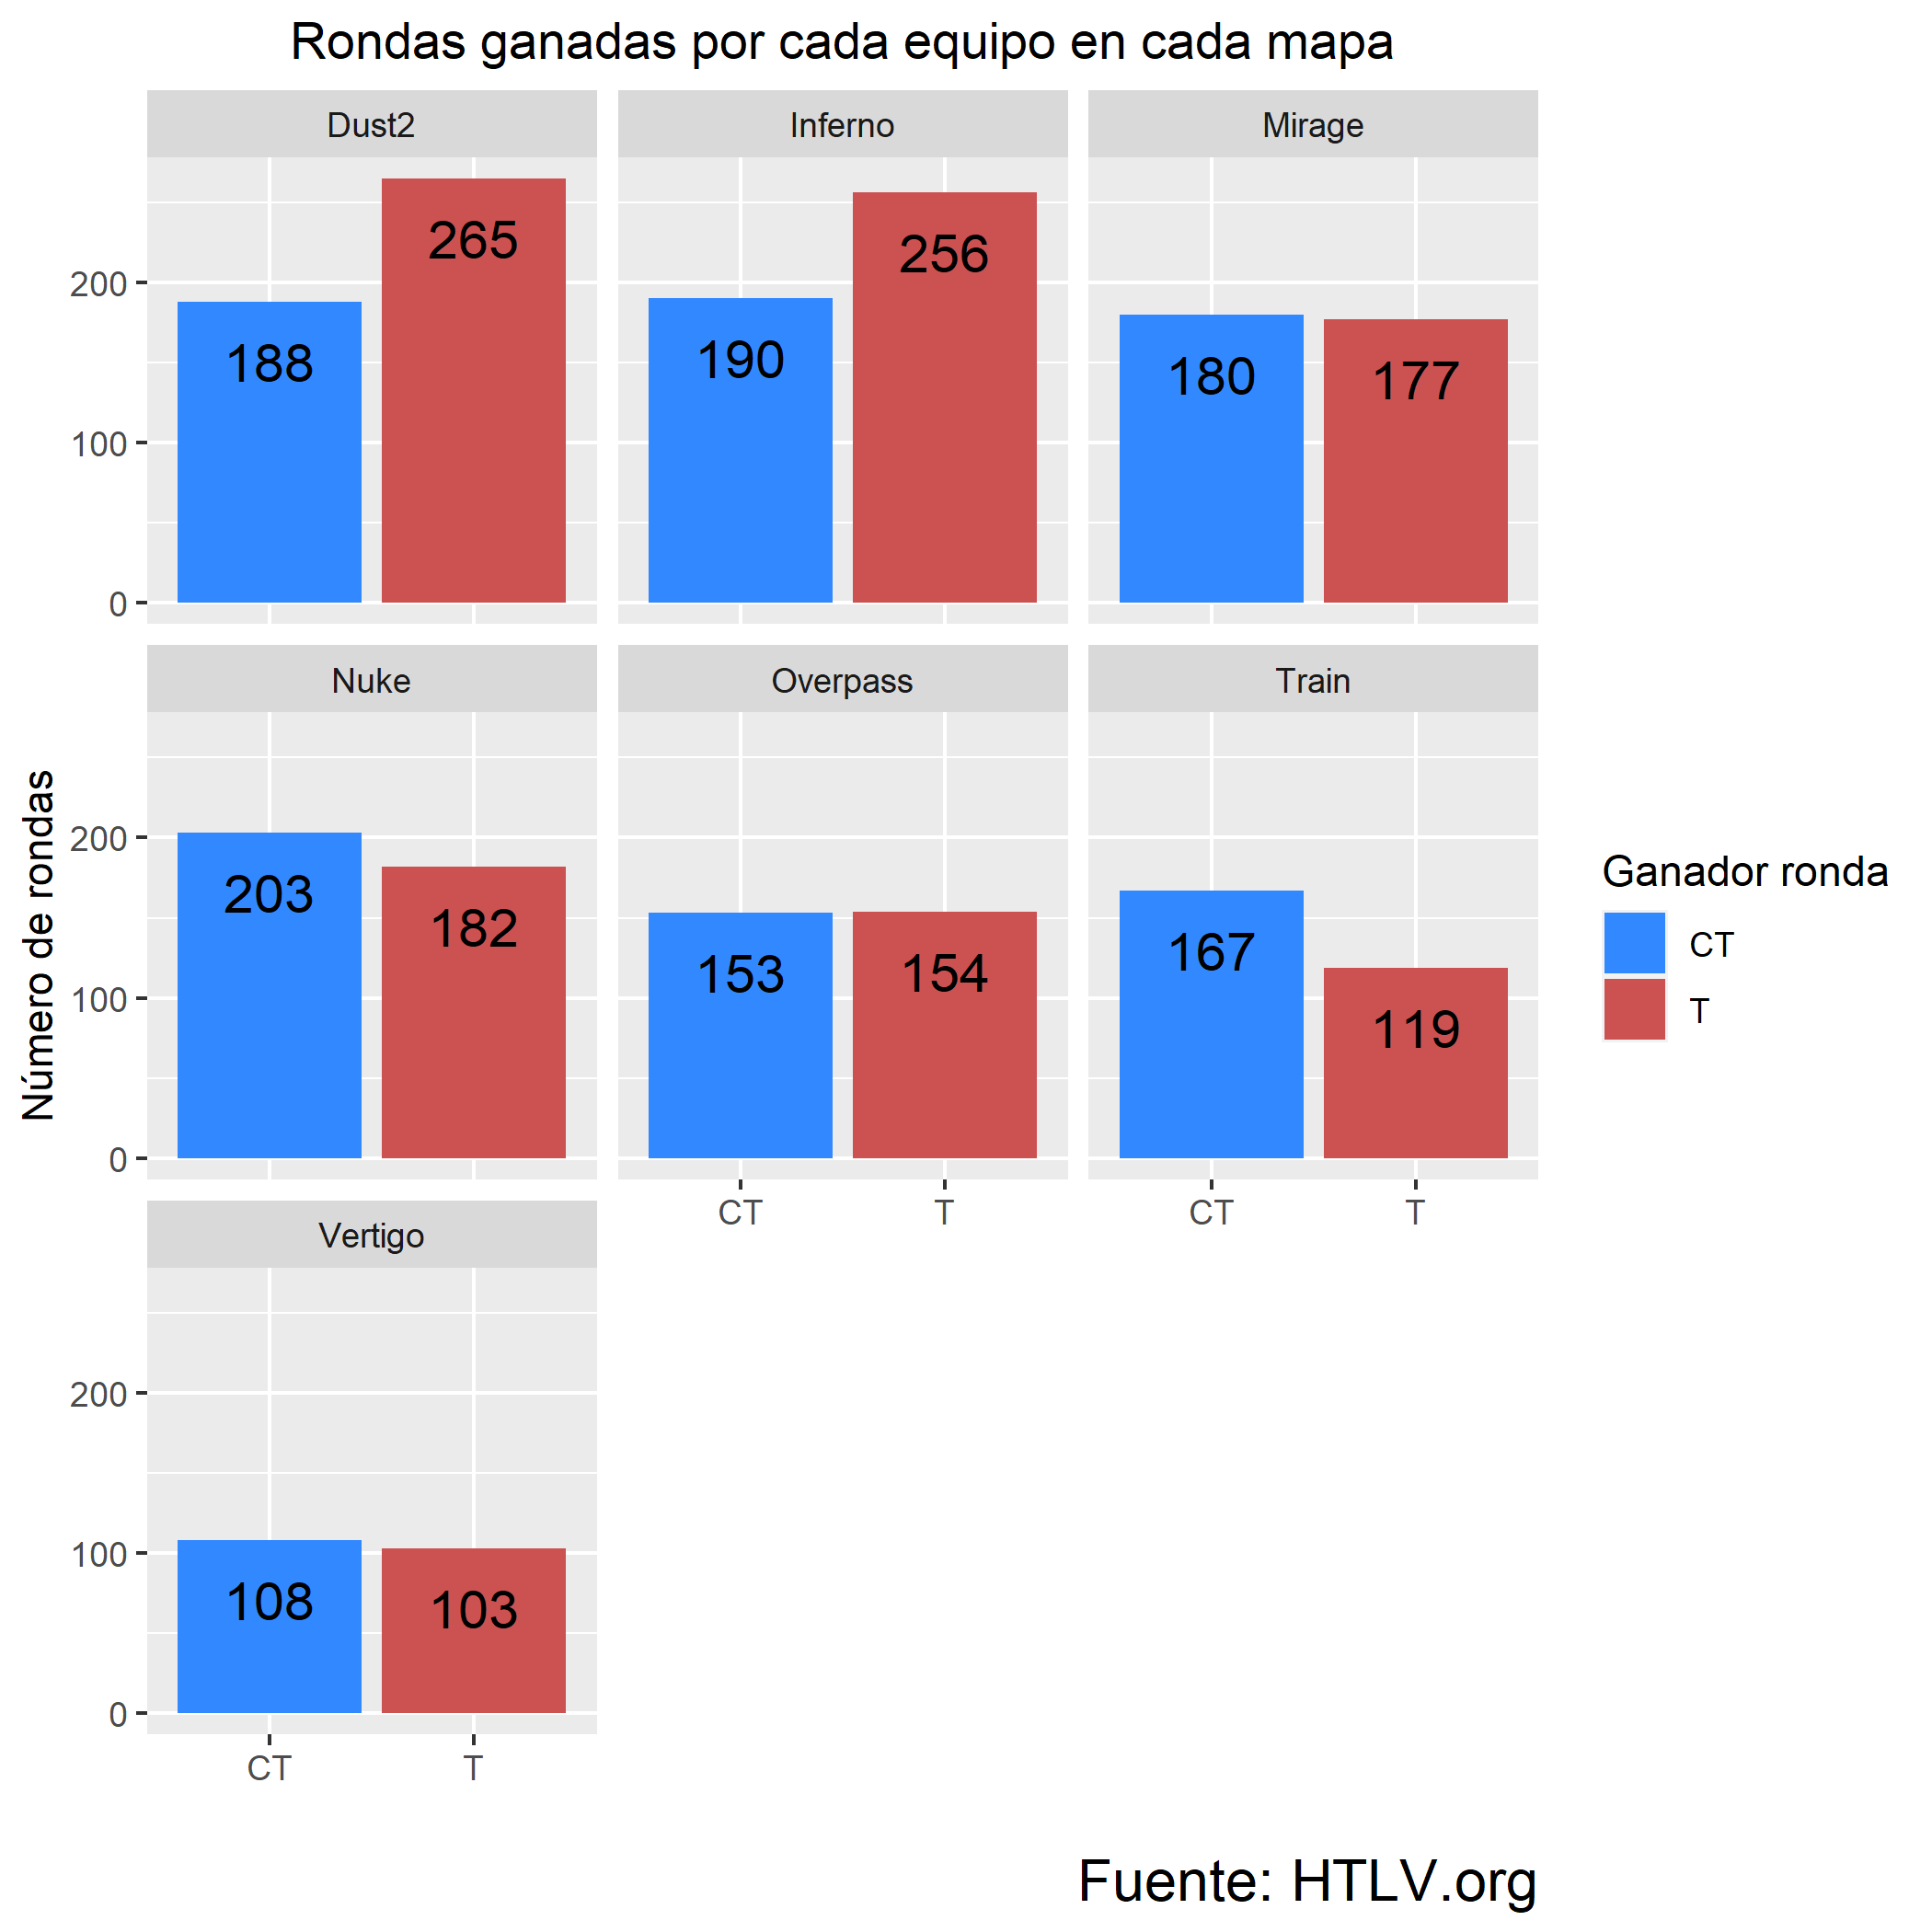 Rondas ganadas por cada equipo en cada mapa
Dust2
Inferno
Mirage
200
100
0
188
265
190
256
180
177
Nuke
Overpass
Train
Número de rondas
200
100
0
203
182
153
154
167
119
CT
T
CT
T
Ganador ronda
CT
T
Vertigo
200
100
0
108
103
CT
T
Fuente: HTLV.org